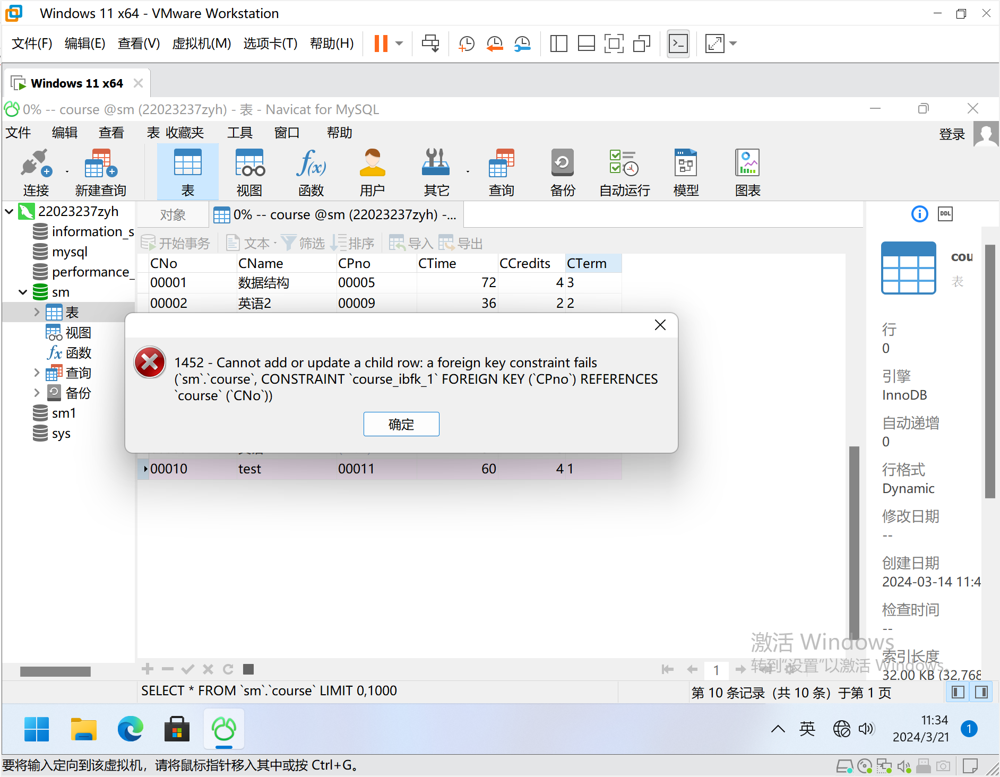 Windows 11 x64 - VMware Workstation
文件(F) 编辑(E) 查看(V) 虚拟机(M) 选项卡(T) 帮助(H)
Windows 11 x64
0% -- course @sm (22023237zyh) - 表 - Navicat for MySQL
文件 编辑 查看 表 收藏夹 工具 窗口 帮助 登录
连接 新建查询 表 视图 函数 用户 其它 查询 备份 自动运行 模型 图表
22023237zyh
information_s
mysql
performance_
sm
表
视图
fx 函数
查询
备份
sm1
sys
对象 0% -- course @sm (22023237zyh) -...
开始事务 文本 筛选 排序 导入 导出
CNo CName CPno CTime CCredits CTerm
00001 数据结构 00005 72 4 3
00002 英语2 00009 36 2 2
1452 - Cannot add or update a child row: a foreign key constraint fails
(`sm`.`course`, CONSTRAINT `course_ibfk_1` FOREIGN KEY (`CPno`) REFERENCES
`course` (`CNo`))
确定
00010 test 00011 60 4 1
DDL
cou
表
行
0
引擎
InnoDB
自动递增
0
行格式
Dynamic
修改日期
--
创建日期
2024-03-14 11:4
检查时间
--
索引长度
32.00 KB (32,768
激活 Windows
转到"设置"以激活 Windows。
1
SELECT * FROM `sm`.`course` LIMIT 0,1000
第 10 条记录 (共 10 条) 于第 1 页
英
11:34
2024/3/21
1
要将输入定向到该虚拟机，请将鼠标指针移入其中或按 Ctrl+G。